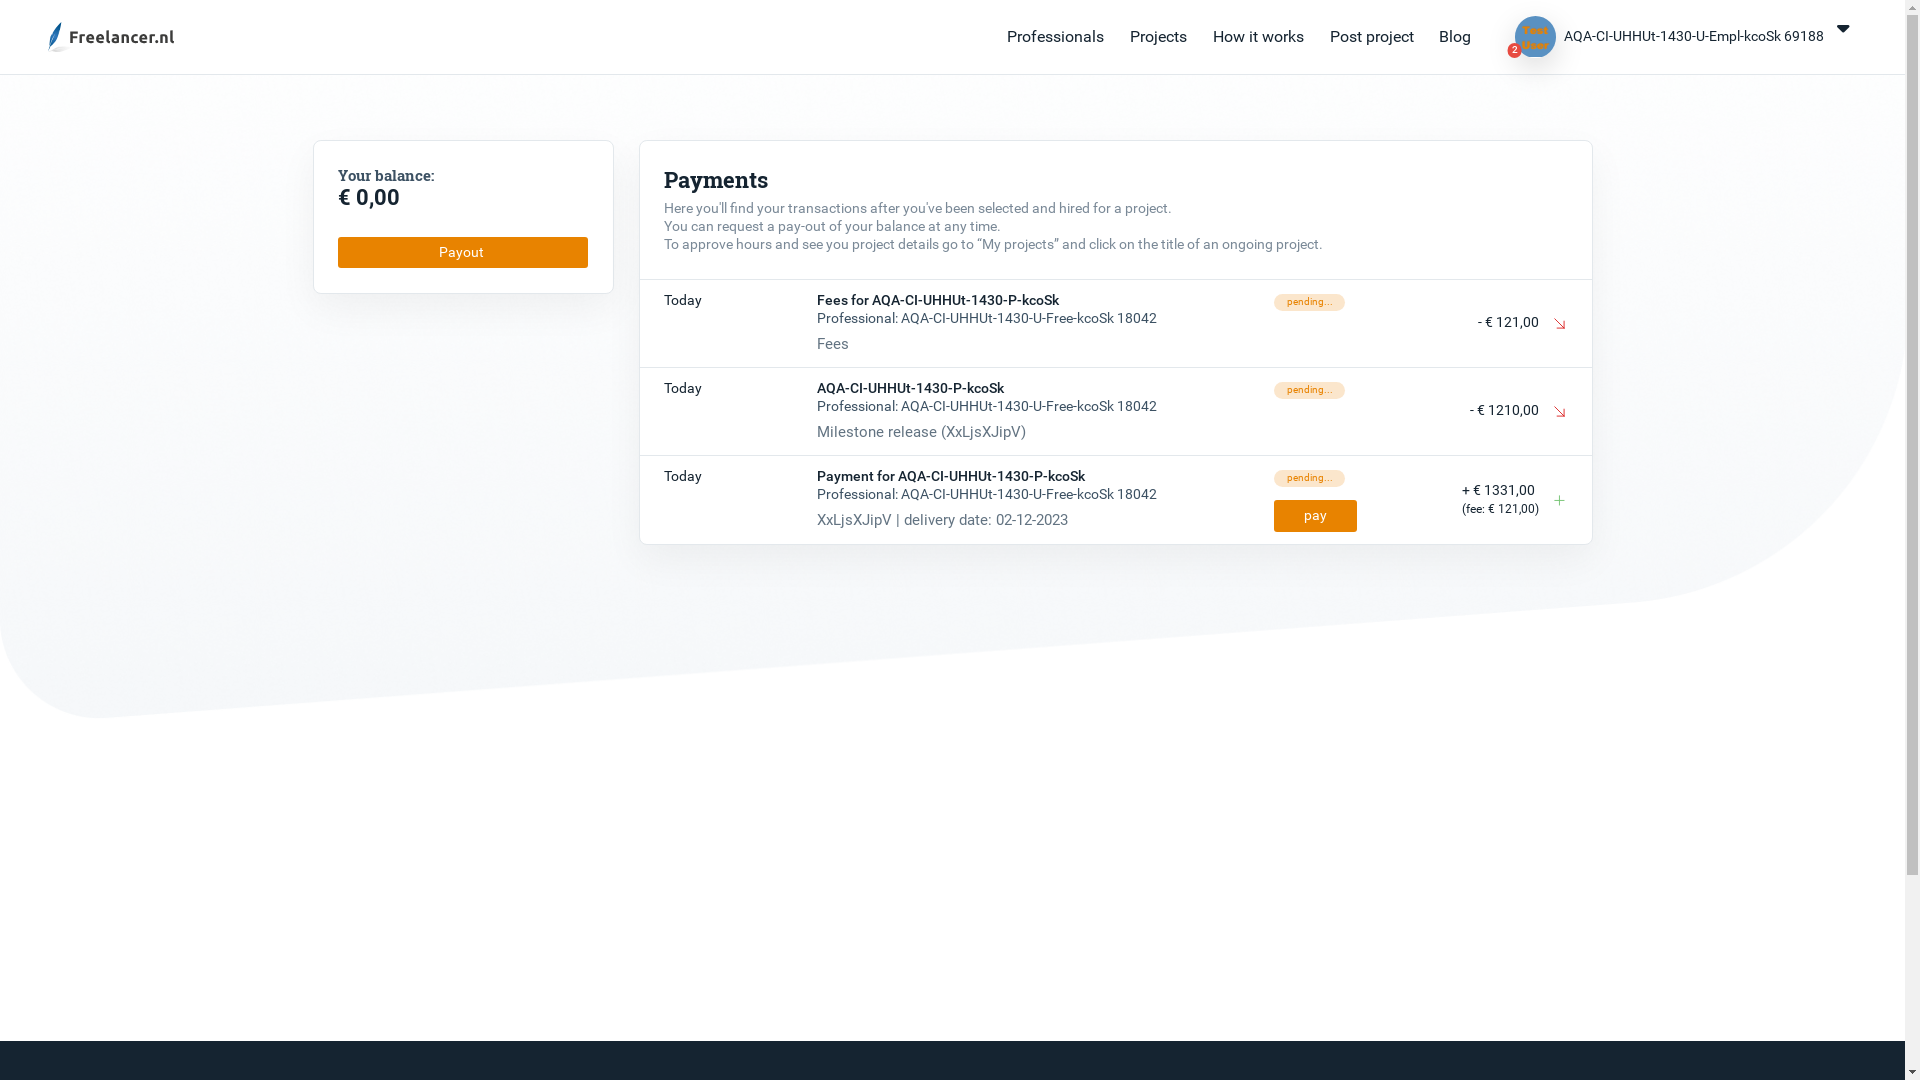 Freelancer.nl
Professionals
Projects
How it works
Post project
Blog
Test
User
2
AQA-CI-UHHUt-1430-U-Empl-kcoSk 69188
Your balance:
€ 0,00
Payout
Payments
Here you'll find your transactions after you've been selected and hired for a project.
You can request a pay-out of your balance at any time.
To approve hours and see you project details go to “My projects” and click on the title of an ongoing project.
Today
Fees for AQA-CI-UHHUt-1430-P-kcoSk
Professional: AQA-CI-UHHUt-1430-U-Free-kcoSk 18042
Fees
pending...
- € 121,00
Today
AQA-CI-UHHUt-1430-P-kcoSk
Professional: AQA-CI-UHHUt-1430-U-Free-kcoSk 18042
Milestone release (XxLjsXJipV)
pending...
- € 1210,00
Today
Payment for AQA-CI-UHHUt-1430-P-kcoSk
Professional: AQA-CI-UHHUt-1430-U-Free-kcoSk 18042
XxLjsXJipV | delivery date: 02-12-2023
pending...
pay
+ € 1331,00
(fee: € 121,00)